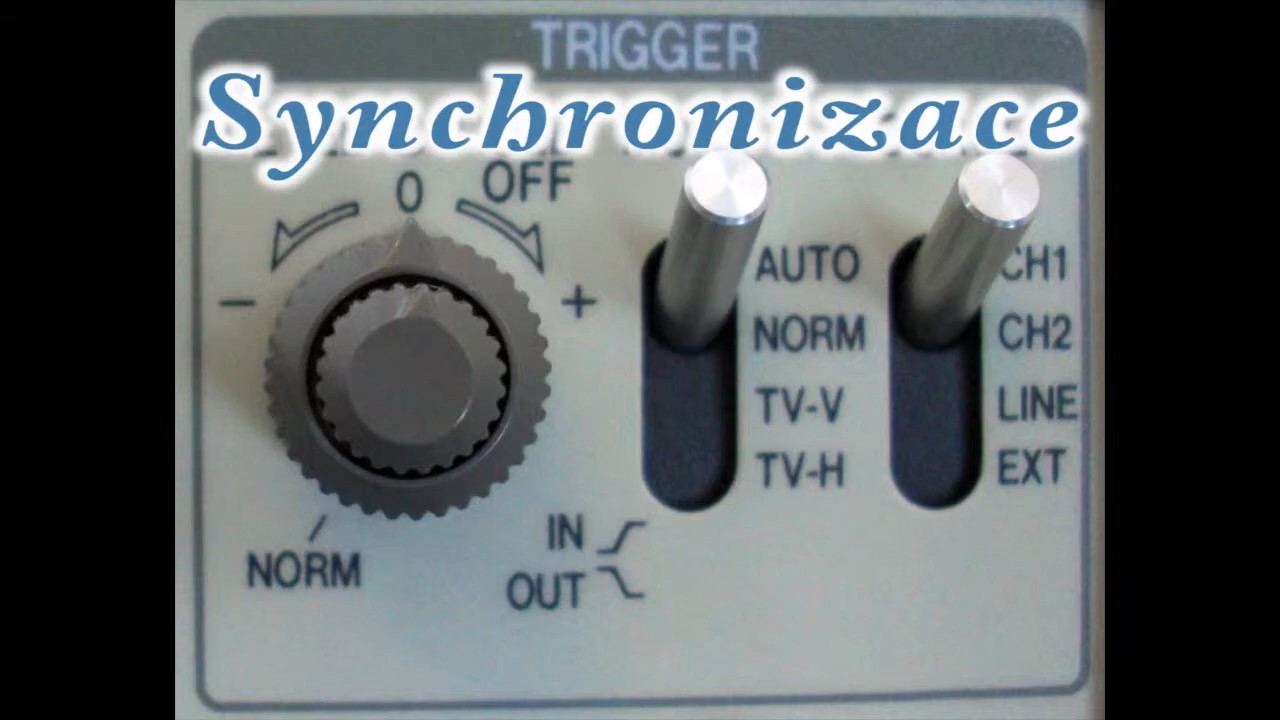 TRIGGER
Synchronizace
0 OFF
- +
AUTO
NORM
TV-V
TV-H
CH1
CH2
LINE
EXT
NORM
IN
OUT